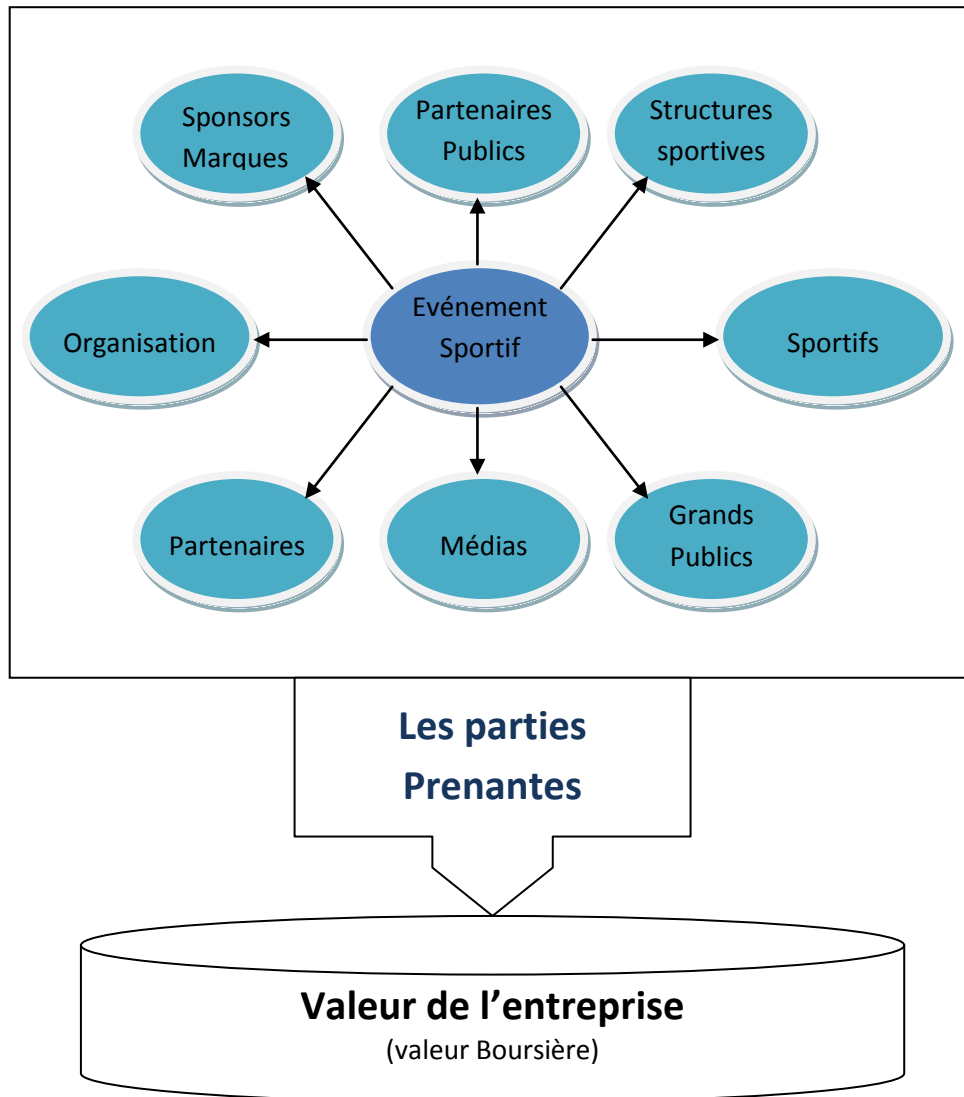 Sponsors
Marques
Partenaires
Publics
Structures
sportives
Organisation
Evénement
Sportif
Sportifs
Partenaires
Médias
Grands
Publics
Les parties
Prenantes
Valeur de l’entreprise
(valeur Boursière)